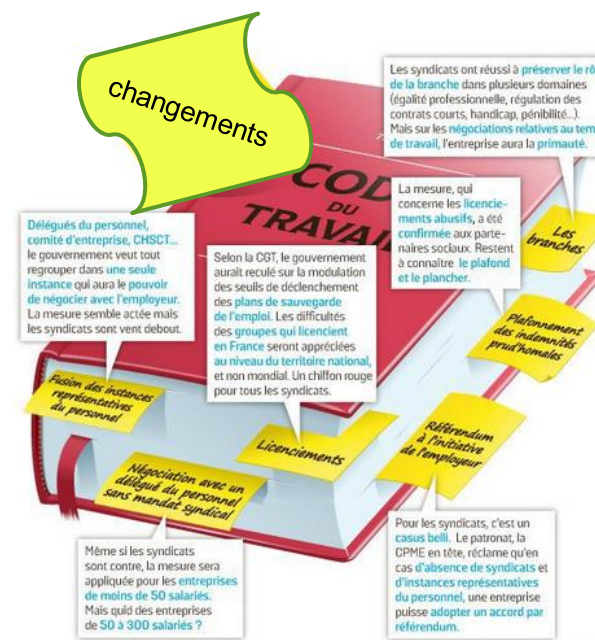 changements
CODE
DU
TRAVAIL
Les syndicats ont réussi à préserver le rô
de la branche dans plusieurs domaines
(égalité professionnelle, régulation des
contrats courts, handicap, pénibilité...).
Mais sur les négociations relatives au tem
de travail, l'entreprise aura la primauté.
La mesure, qui
concerne les licencie-
ments abusifs, a été
confirmée aux parte-
naires sociaux. Restent
à connaître le plafond
et le plancher.
Les
branches
Délégués du personnel,
comité d'entreprise, CHSCT...
le gouvernement veut tout
regrouper dans une seule
instance qui aura le pouvoir
de négocier avec l'employeur.
La mesure semble actée mais
les syndicats sont vent debout.
Selon la CGT, le gouvernement
aurait reculé sur la modulation
des seuils de déclenchement
des plans de sauvegarde
de l'emploi. Les difficultés
des groupes qui licencient
en France seront appréciées
au niveau du territoire national,
et non mondial. Un chiffon rouge
pour tous les syndicats.
Plafonnement
des indemnités
prud'homales
Fusion des instances
représentatives
du personnel
Licenciements
Référendum
à l'initiative
de l'employeur
Négociation avec un
délégué du personnel
sans mandat syndical
Même si les syndicats
sont contre, la mesure sera
appliquée pour les entreprises
de moins de 50 salariés.
Mais quid des entreprises
de 50 à 300 salariés ?
Pour les syndicats, c'est un
casus belli. Le patronat, la
CPME en tête, réclame qu'en
cas d'absence de syndicats et
d'instances représentatives
du personnel, une entreprise
puisse adopter un accord par
référendum.